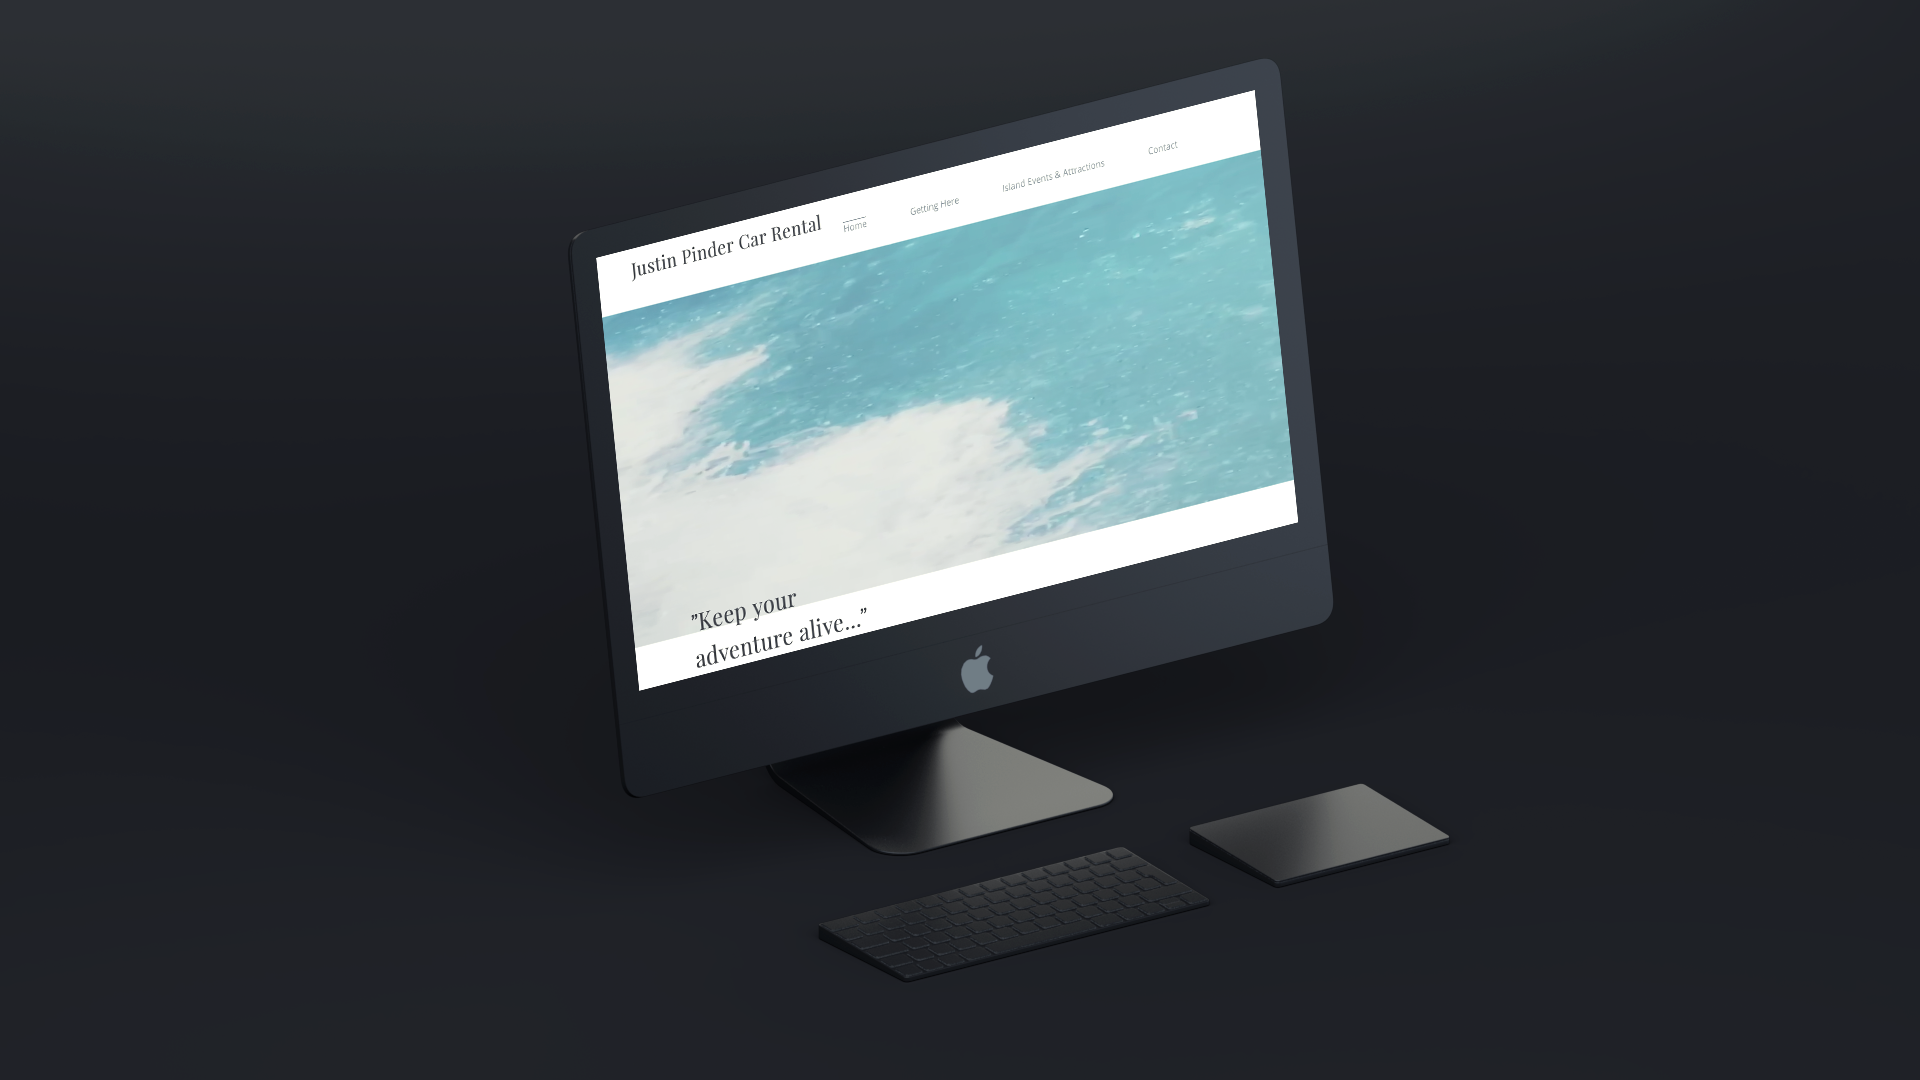 Justin Pinder Car Rental
Home
Getting Here
Island Events & Attractions
Contact
"Keep your
adventure alive..."